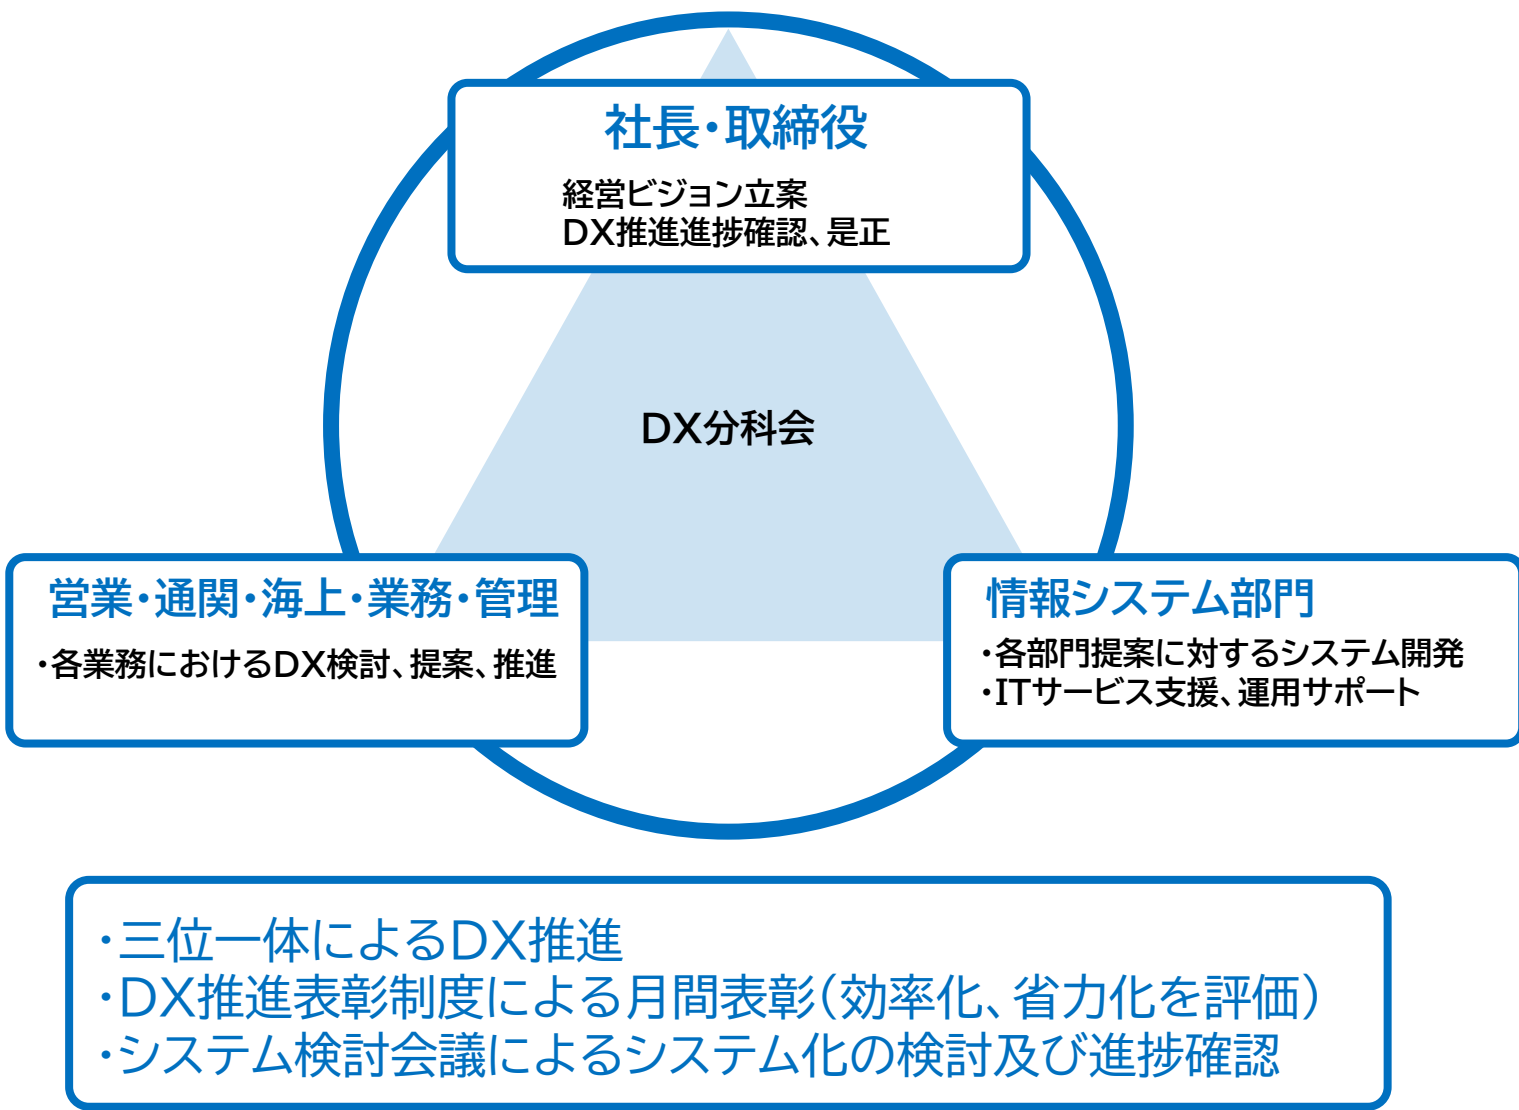 社長・取締役
経営ビジョン立案
DX推進進捗確認、是正
DX分科会
営業・通関・海上・業務・管理
・各業務におけるDX検討、提案、推進
情報システム部門
・各部門提案に対するシステム開発
・ITサービス支援、運用サポート
・三位一体によるDX推進
・DX推進表彰制度による月間表彰（効率化、省力化を評価）
・システム検討会議によるシステム化の検討及び進捗確認